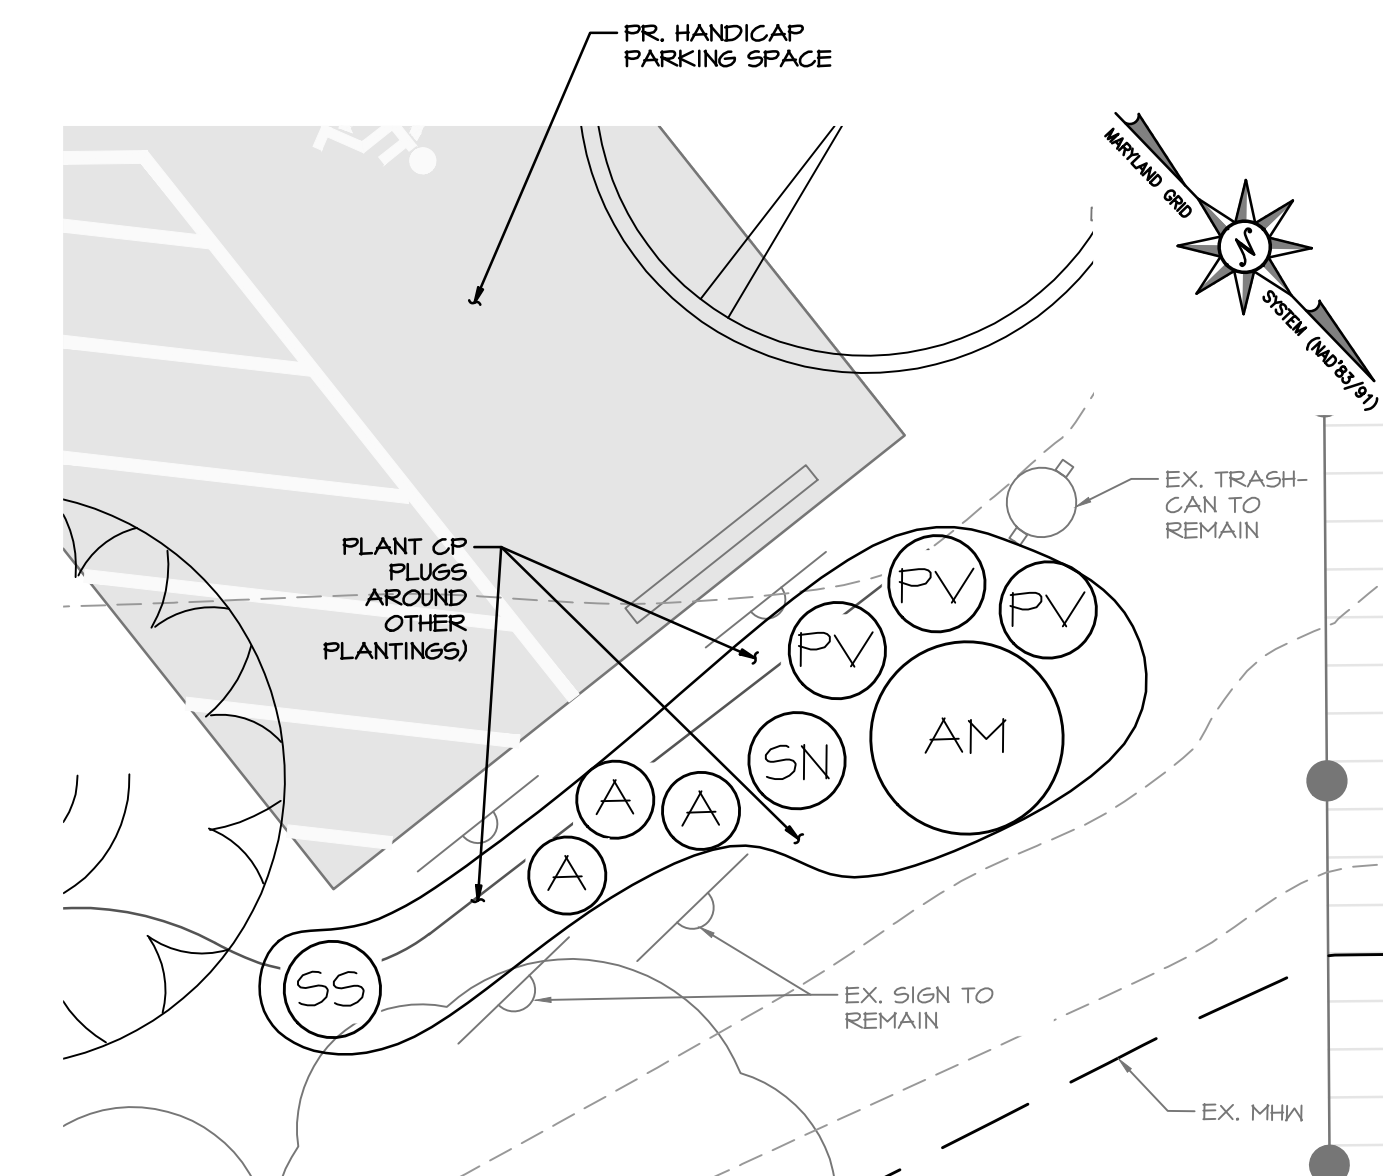 PR. HANDICAP
PARKING SPACE
MARYLAND GRID
N
SYSTEM (NAD'83/91)
EX. TRASH-
CAN TO
REMAIN
PLANT CP
PLUGS
AROUND
OTHER
PLANTINGS)
PV
PV
PV
AM
SN
A
A
A
SS
EX. SIGN TO
REMAIN
EX. MHW